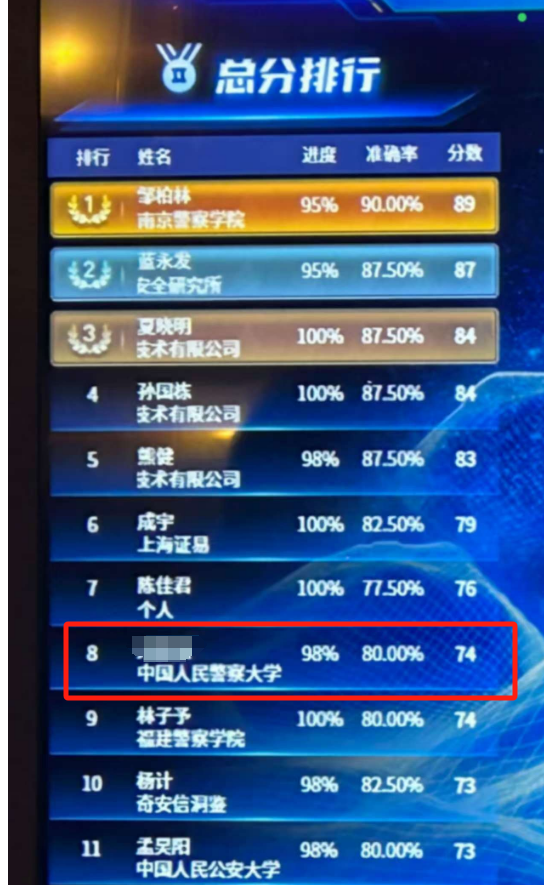 总分排行
排行 姓名 进度 准确率 分数
1 邹柏林 95% 90.00% 89
南京警察学院
2 蓝永发 95% 87.50% 87
安全研究所
3 夏晓明 100% 87.50% 84
技术有限公司
4 孙国栋 100% 87.50% 84
技术有限公司
5 熊健 98% 87.50% 83
技术有限公司
6 成宇 100% 82.50% 79
上海证易
7 陈佳君 100% 77.50% 76
个人
8 98% 80.00% 74
中国人民警察大学
9 林子予 100% 80.00% 74
福建警察学院
10 杨计 98% 82.50% 73
奇安信洞鉴
11 孟昊阳 98% 80.00% 73
中国人民公安大学